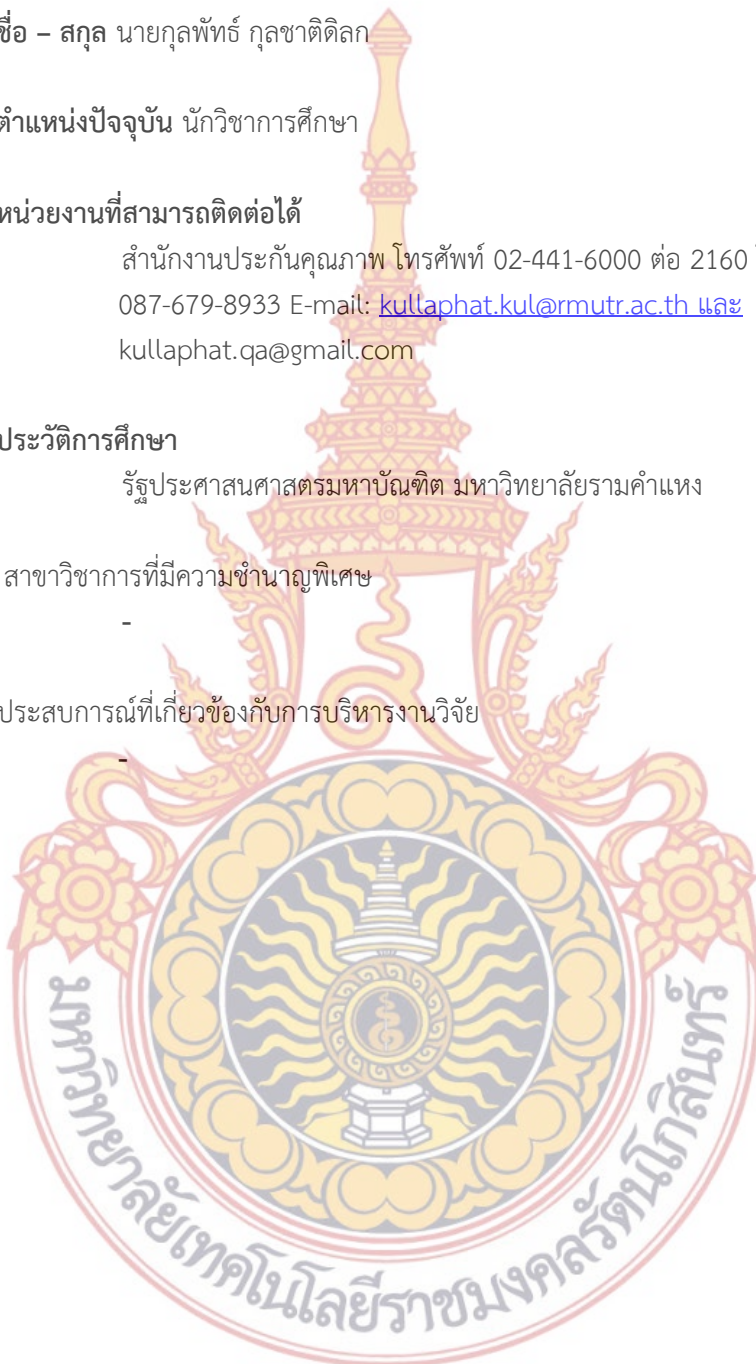 ชื่อ – สกุล นายกุลพัทธ์ กุลชาติดิลก
ตำแหน่งปัจจุบัน นักวิชาการศึกษา
หน่วยงานที่สามารถติดต่อได้
สำนักงานประกันคุณภาพ โทรศัพท์ 02-441-6000 ต่อ 2160
087-679-8933 E-mail: kullaphat.kul@rmutr.ac.th และ
kullaphat.qa@gmail.com
ประวัติการศึกษา
รัฐประศาสนศาสตรมหาบัณฑิต มหาวิทยาลัยรามคำแหง
สาขาวิชาการที่มีความชำนาญพิเศษ
-
ประสบการณ์ที่เกี่ยวข้องกับการบริหารงานวิจัย
-
มหาวิทยาลัยเทคโนโลยีราชมงคลรัตนโกสินทร์